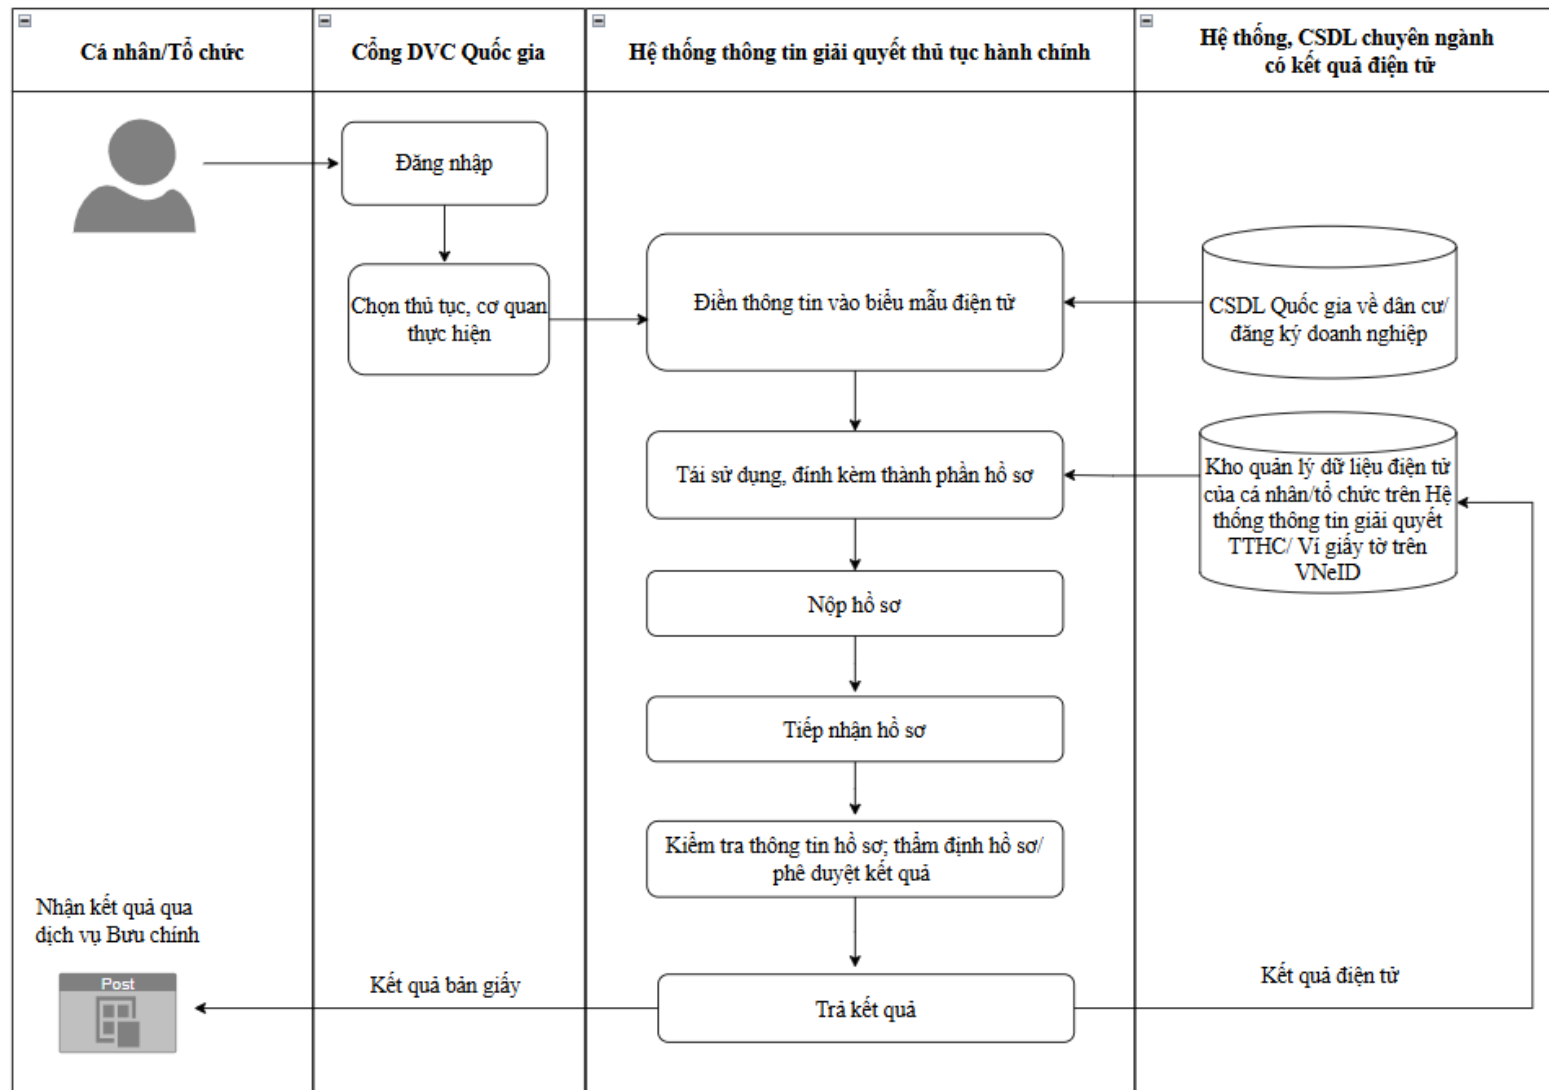 Cá nhân/Tổ chức
Cổng DVC Quốc gia
Hệ thống thông tin giải quyết thủ tục hành chính
Hệ thống, CSDL chuyên ngành
có kết quả điện tử
Đăng nhập
Chọn thủ tục, cơ quan
thực hiện
Điền thông tin vào biểu mẫu điện tử
CSDL Quốc gia về dân cư/
đăng ký doanh nghiệp
Tái sử dụng, đính kèm thành phần hồ sơ
Kho quản lý dữ liệu điện tử
của cá nhân/tổ chức trên Hệ
thống thông tin giải quyết
TTHC/ Ví giấy tờ trên
VNeID
Nộp hồ sơ
Tiếp nhận hồ sơ
Kiểm tra thông tin hồ sơ; thẩm định hồ sơ/
phê duyệt kết quả
Nhận kết quả qua
dịch vụ Bưu chính
Post
Kết quả bản giấy
Trả kết quả
Kết quả điện tử